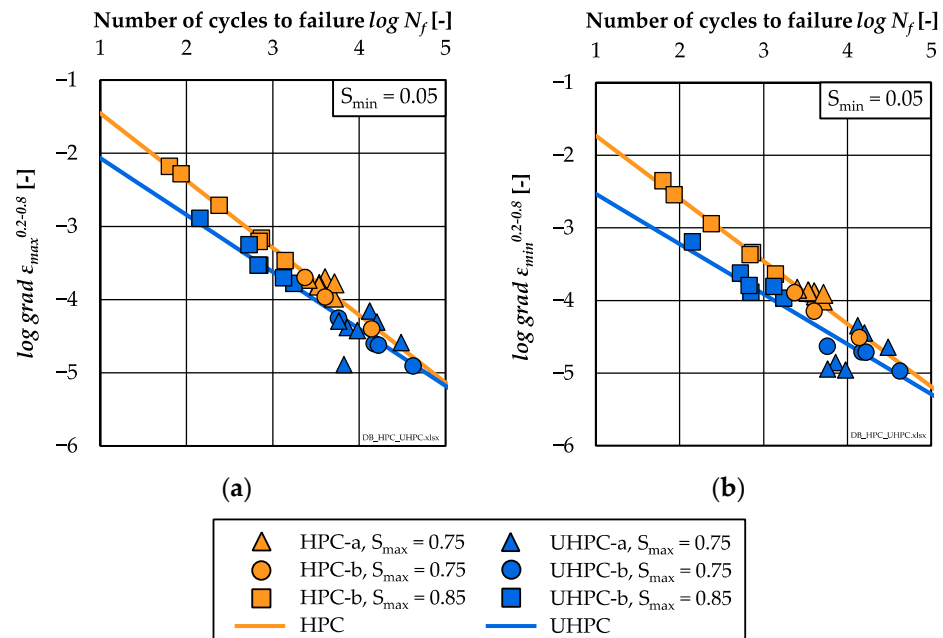 Number of cycles to failure log N_f [-]
1 2 3 4 5
−1
−2
−3
−4
−5
−6
log grad ε_max^0.2-0.8 [-]
S_min = 0.05
DB_HPC_UHPC.xlsx
(a)
Number of cycles to failure log N_f [-]
1 2 3 4 5
−1
−2
−3
−4
−5
−6
log grad ε_min^0.2-0.8 [-]
S_min = 0.05
DB_HPC_UHPC.xlsx
(b)
HPC-a, S_max = 0.75
HPC-b, S_max = 0.75
HPC-b, S_max = 0.85
HPC
UHPC-a, S_max = 0.75
UHPC-b, S_max = 0.75
UHPC-b, S_max = 0.85
UHPC